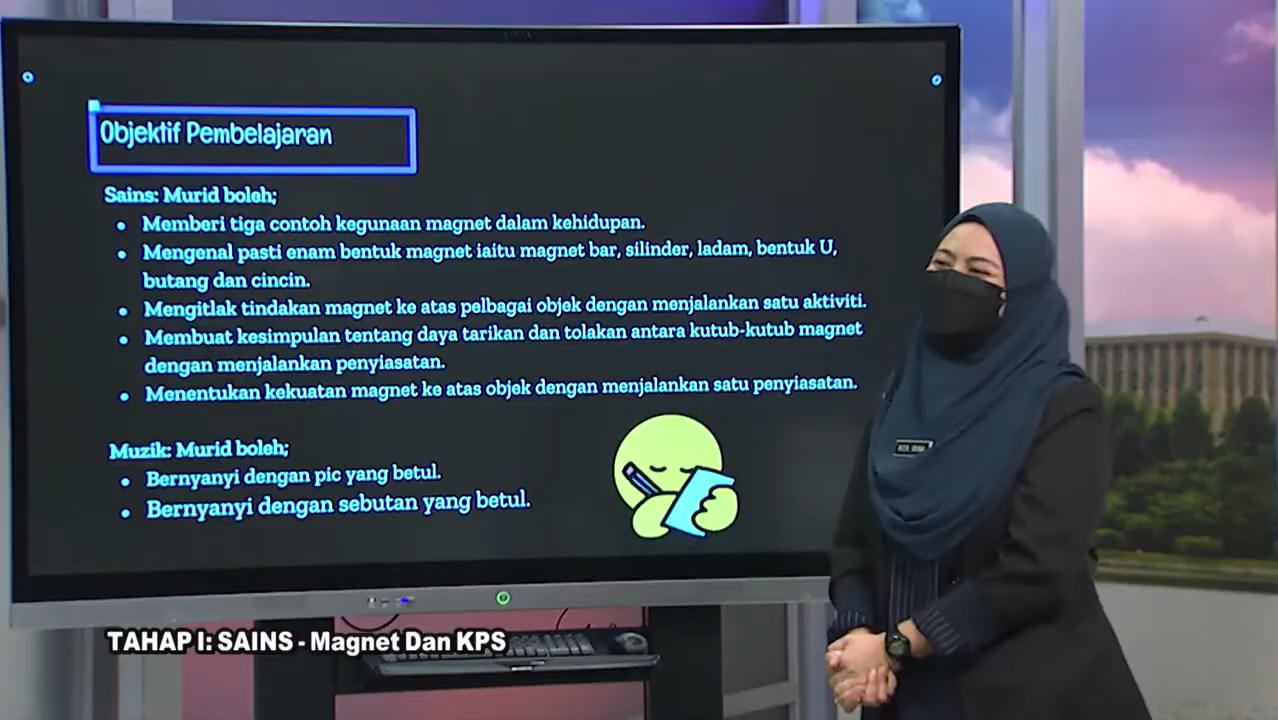 Objektif Pembelajaran
Sains: Murid boleh;
Memberi tiga contoh kegunaan magnet dalam kehidupan.
Mengenal pasti enam bentuk magnet iaitu magnet bar, silinder, ladam, bentuk U,
butang dan cincin.
Mengitlak tindakan magnet ke atas pelbagai objek dengan menjalankan satu aktiviti.
Membuat kesimpulan tentang daya tarikan dan tolakan antara kutub-kutub magnet
dengan menjalankan penyiasatan.
Menentukan kekuatan magnet ke atas objek dengan menjalankan satu penyiasatan.
Muzik: Murid boleh;
Bernyanyi dengan pic yang betul.
Bernyanyi dengan sebutan yang betul.
TAHAP I: SAINS - Magnet Dan KPS